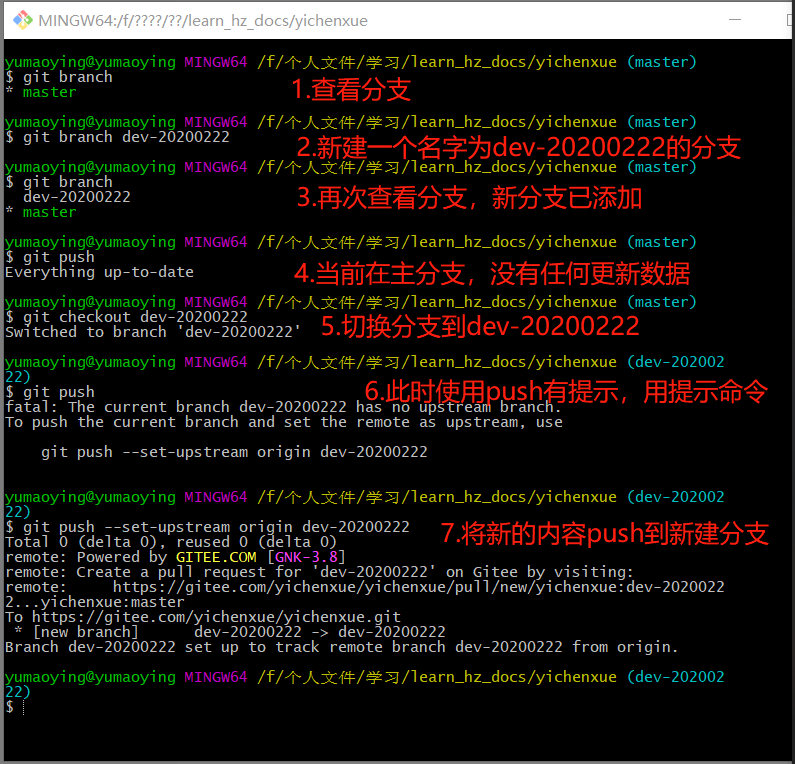 MINGW64:/f/????/??/learn_hz_docs/yichenxue
yumaoying@yumaoying MINGW64 /f/个人文件/学习/learn_hz_docs/yichenxue (master)
$ git branch
* master
1.查看分支
yumaoying@yumaoying MINGW64 /f/个人文件/学习/learn_hz_docs/yichenxue (master)
$ git branch dev-20200222
2.新建一个名字为dev-20200222的分支
yumaoying@yumaoying MINGW64 /f/个人文件/学习/learn_hz_docs/yichenxue (master)
$ git branch
dev-20200222
* master
3.再次查看分支，新分支已添加
yumaoying@yumaoying MINGW64 /f/个人文件/学习/learn_hz_docs/yichenxue (master)
$ git push
Everything up-to-date
4.当前在主分支，没有任何更新数据
yumaoying@yumaoying MINGW64 /f/个人文件/学习/learn_hz_docs/yichenxue (master)
$ git checkout dev-20200222
Switched to branch 'dev-20200222'
5.切换分支到dev-20200222
yumaoying@yumaoying MINGW64 /f/个人文件/学习/learn_hz_docs/yichenxue (dev-202002
22)
$ git push
6.此时使用push有提示，用提示命令
fatal: The current branch dev-20200222 has no upstream branch.
To push the current branch and set the remote as upstream, use
git push --set-upstream origin dev-20200222
yumaoying@yumaoying MINGW64 /f/个人文件/学习/learn_hz_docs/yichenxue (dev-202002
22)
$ git push --set-upstream origin dev-20200222
7.将新的内容push到新建分支
Total 0 (delta 0), reused 0 (delta 0)
remote: Powered by GITEE.COM [GNK-3.8]
remote: Create a pull request for 'dev-20200222' on Gitee by visiting:
remote:     https://gitee.com/yichenxue/yichenxue/pull/new/yichenxue:dev-2020022
2...yichenxue:master
To https://gitee.com/yichenxue/yichenxue.git
* [new branch]      dev-20200222 -> dev-20200222
Branch dev-20200222 set up to track remote branch dev-20200222 from origin.
yumaoying@yumaoying MINGW64 /f/个人文件/学习/learn_hz_docs/yichenxue (dev-202002
22)
$